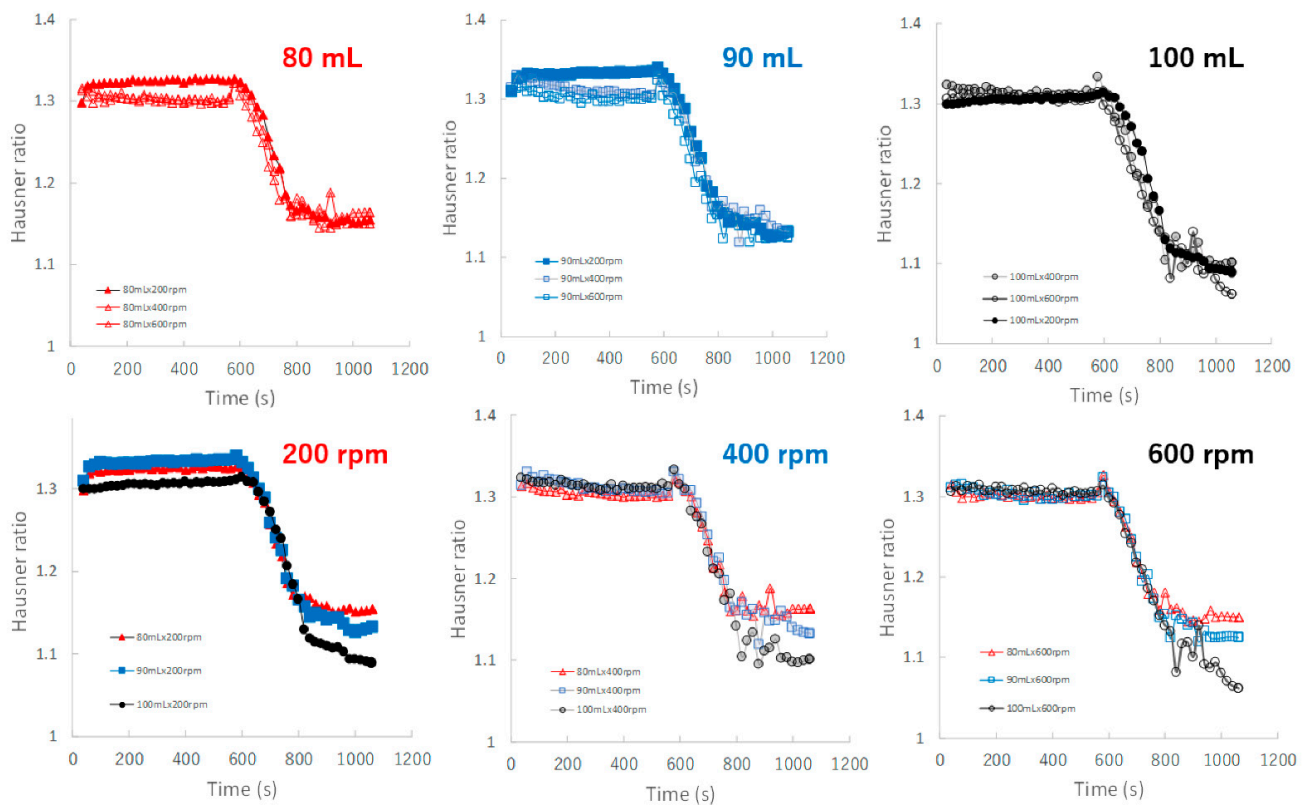 80 mL
1.4
1.3
1.2
1.1
1
Hausner ratio
80mLx200rpm
80mLx400rpm
80mLx600rpm
0 200 400 600 800 1000 1200
Time (s)
90 mL
1.4
1.3
1.2
1.1
1
Hausner ratio
90mLx200rpm
90mLx400rpm
90mLx600rpm
0 200 400 600 800 1000 1200
Time (s)
100 mL
1.4
1.3
1.2
1.1
1
Hausner ratio
100mLx400rpm
100mLx600rpm
100mLx200rpm
0 200 400 600 800 1000 1200
Time (s)
200 rpm
1.3
1.2
1.1
1
Hausner ratio
80mLx200rpm
90mLx200rpm
100mLx200rpm
0 200 400 600 800 1000 1200
Time (s)
400 rpm
1.4
1.3
1.2
1.1
1
Hausner ratio
80mLx400rpm
90mLx400rpm
100mLx400rpm
0 200 400 600 800 1000 1200
Time (s)
600 rpm
1.4
1.3
1.2
1.1
1
Hausner ratio
80mLx600rpm
90mLx600rpm
100mLx600rpm
0 200 400 600 800 1000 1200
Time (s)